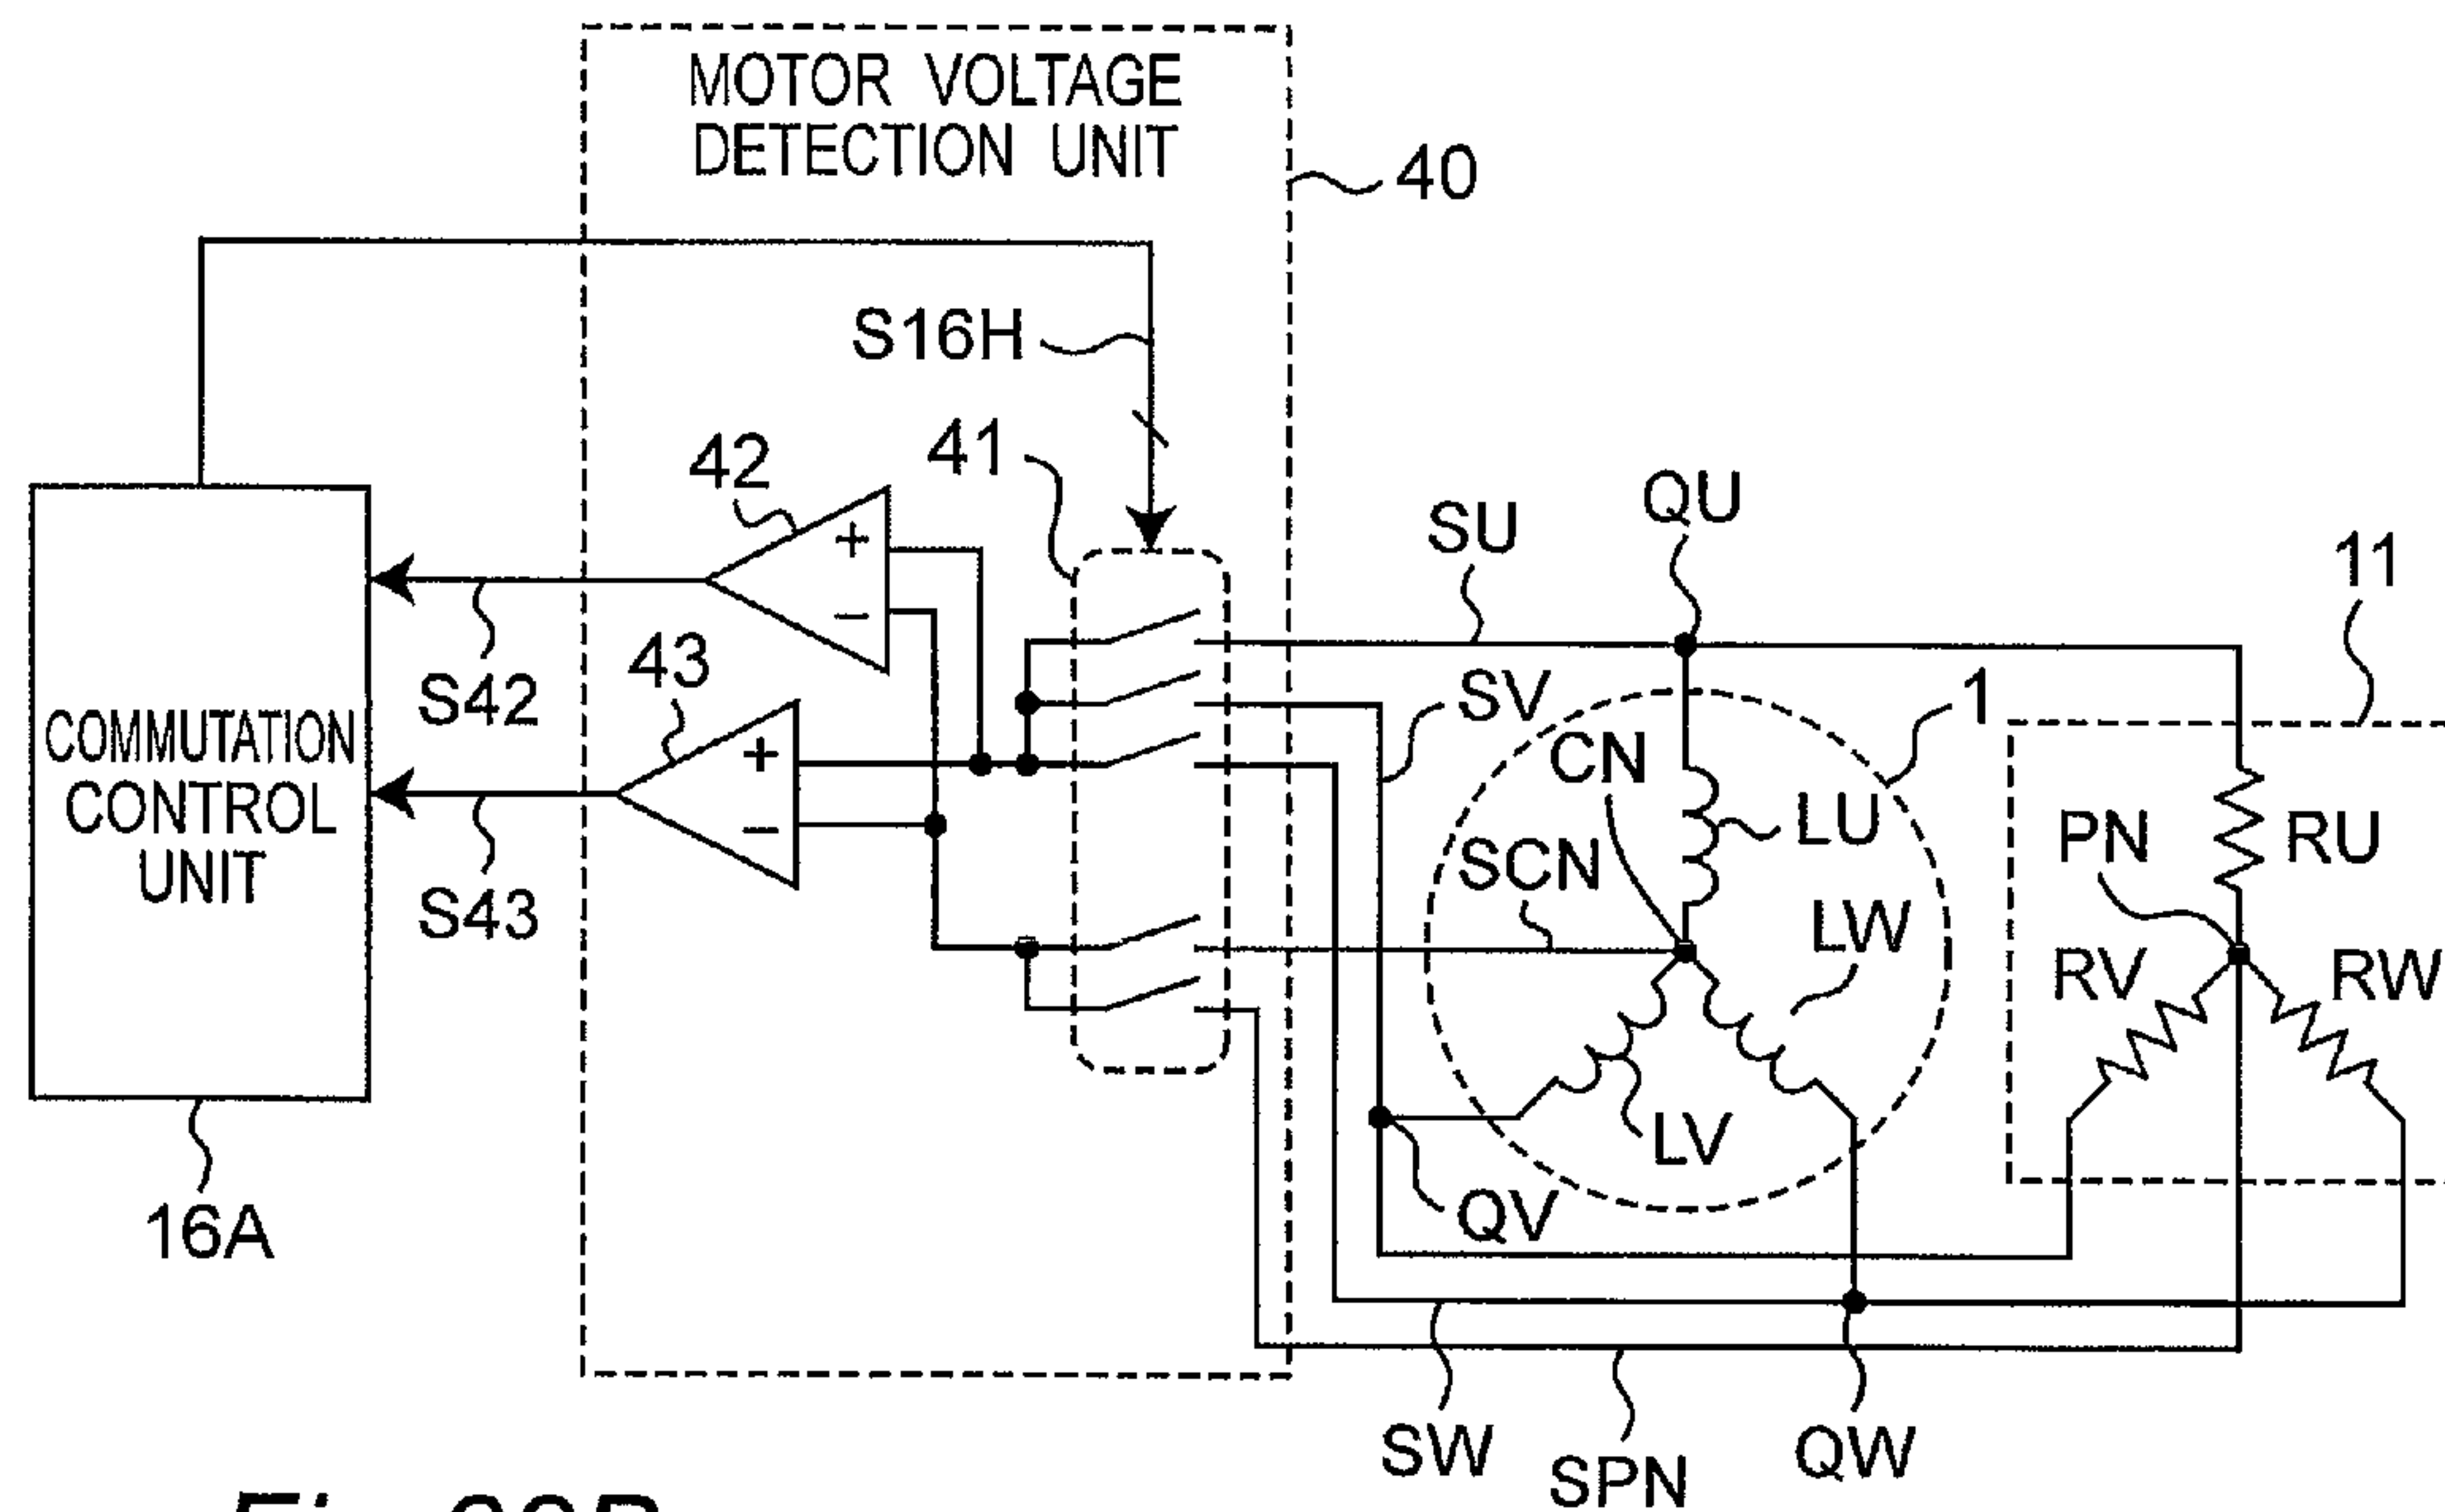 MOTOR VOLTAGE
DETECTION UNIT
40
S16H
41
42
+
−
S42
43
+
−
S43
COMMUTATION
CONTROL
UNIT
16A
SU
QU
11
SV
1
CN
LU
SCN
LW
PN
RU
RV
RW
LV
QV
SW
SPN
QW